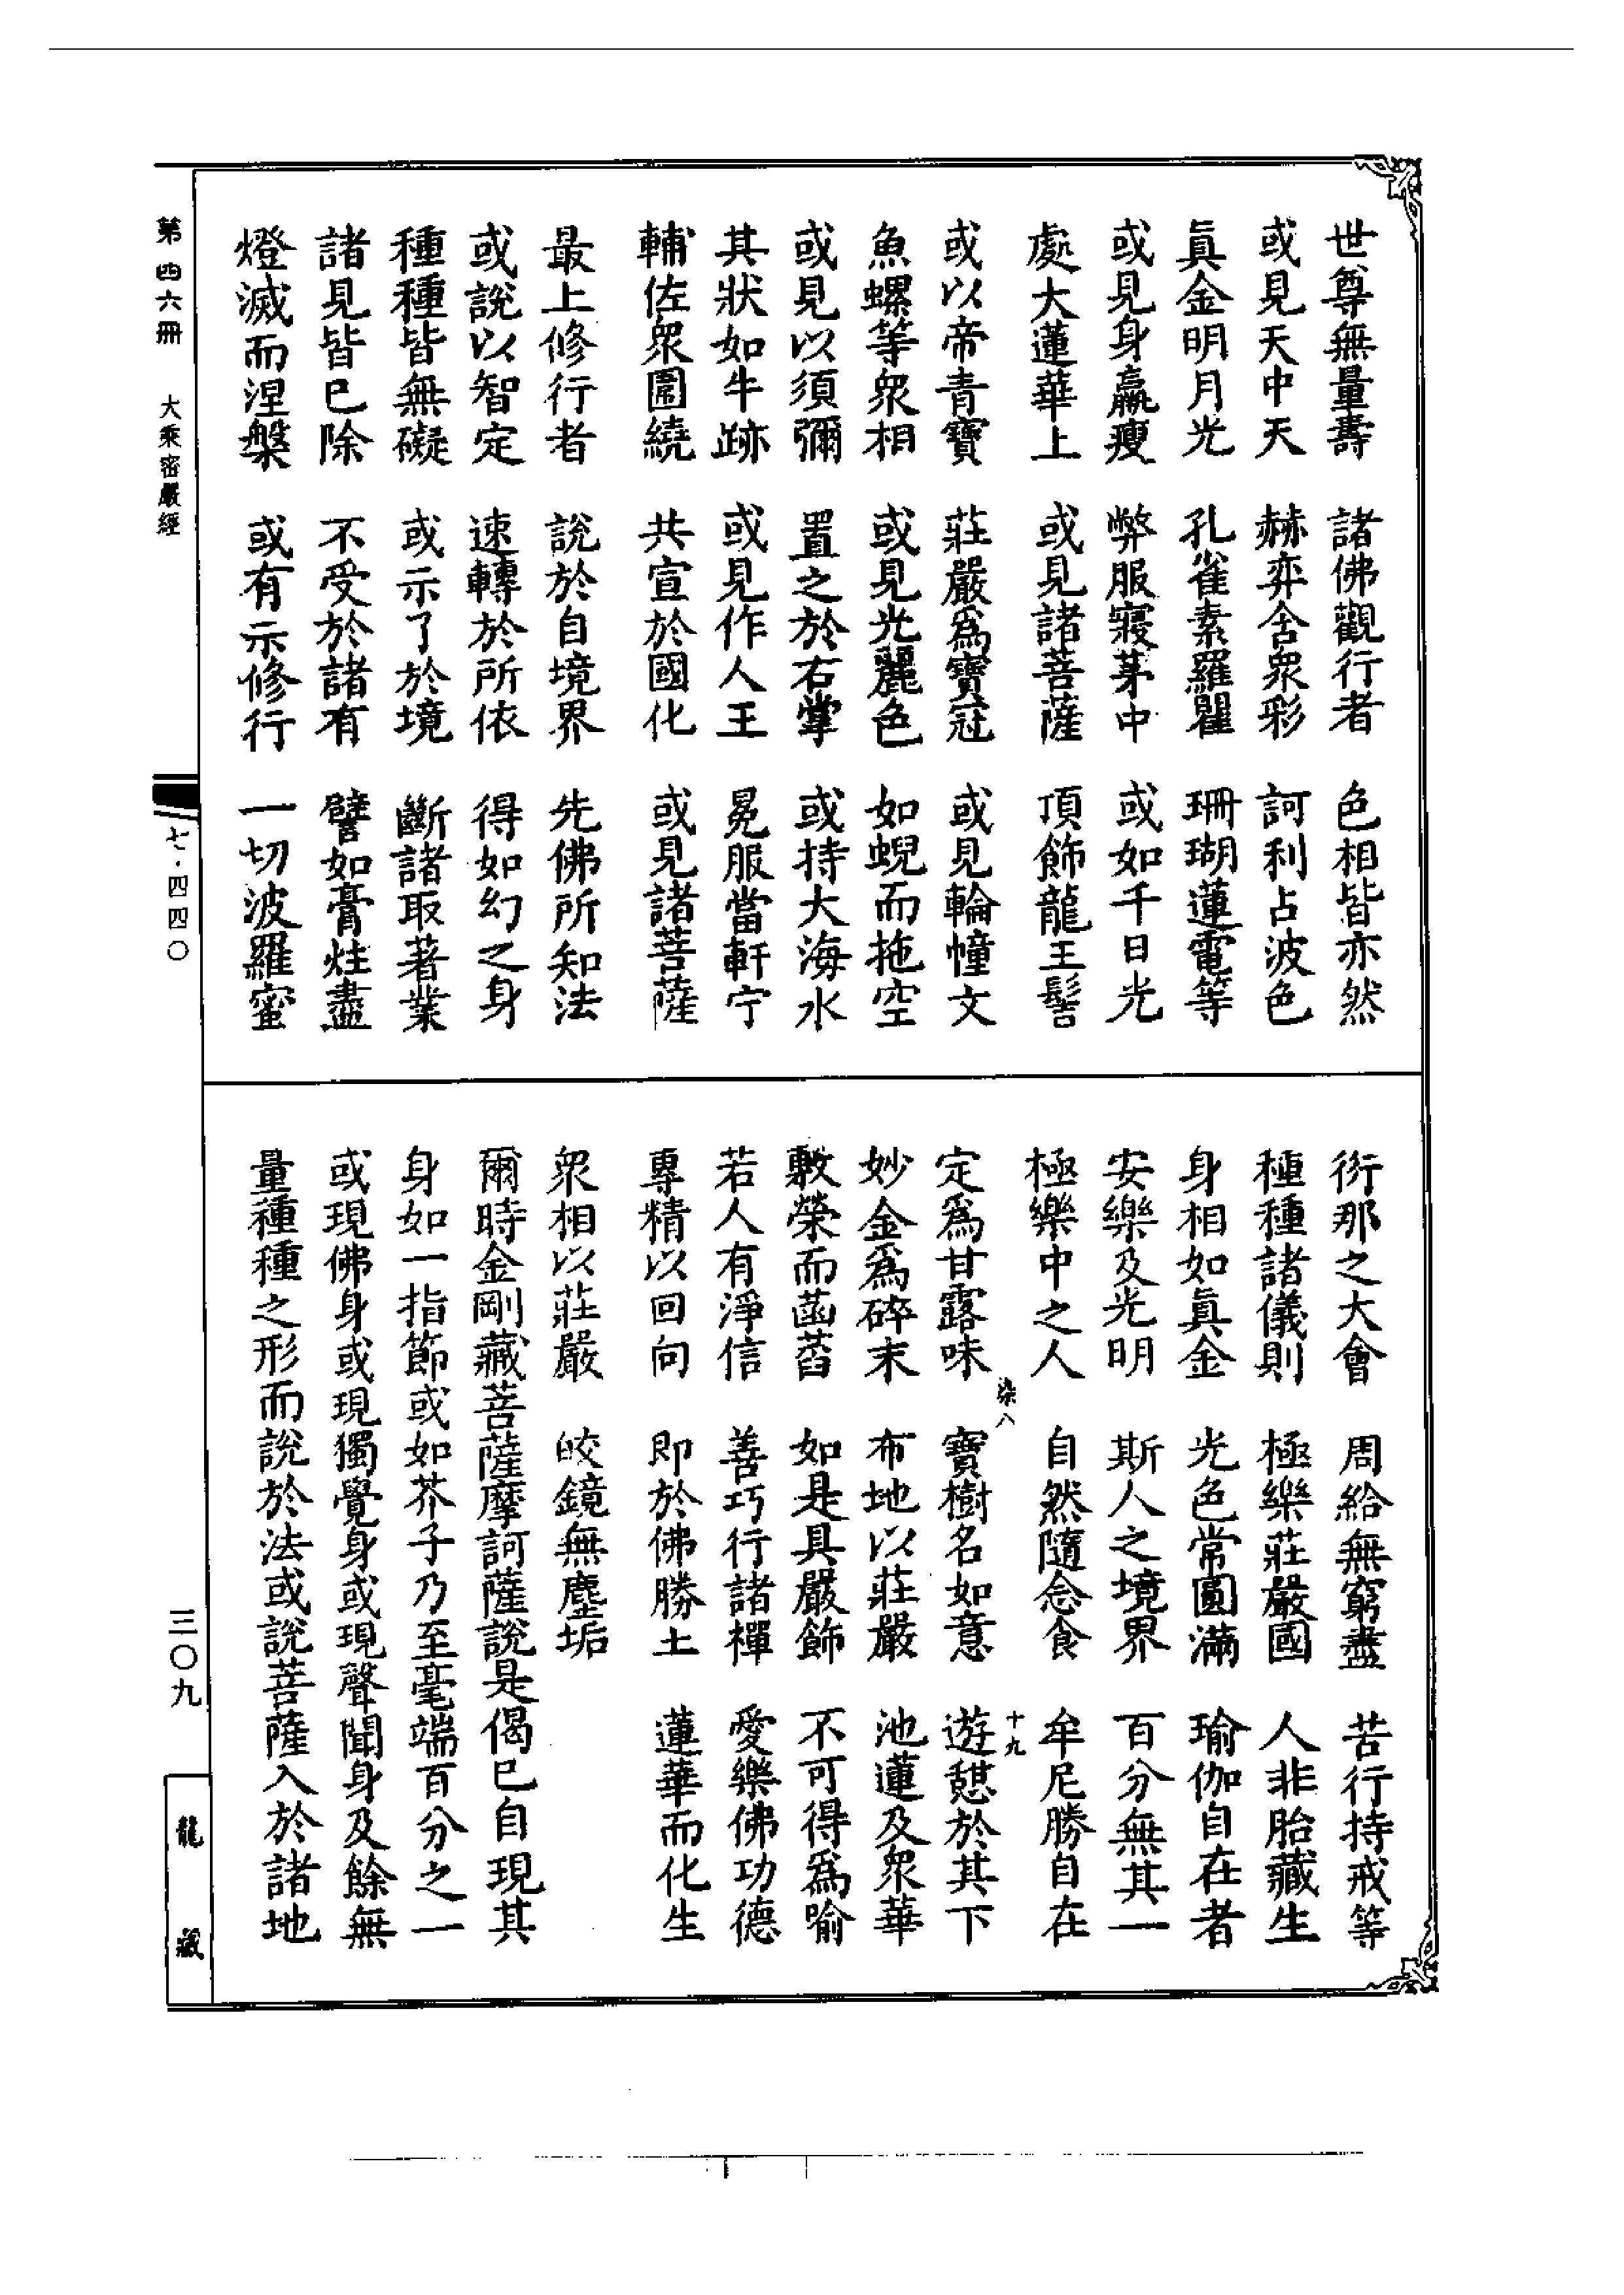 世尊無量壽　諸佛觀行者　色相皆亦然
或見天中天　赫弈含衆彩　訶利占波色
眞金明月光　孔雀素羅瞿　珊瑚蓮電等
或見身羸瘦　弊服寢茅中　或如千日光
處大蓮華上　或見諸菩薩　頂飾龍王髻
或以帝青寶　莊嚴爲寶冠　或見輪幢文
魚螺等衆相　或見光麗色　如蜺而拖空
或見以須彌　置之於右掌　或持大海水
其狀如牛跡　或見作人王　冕服當軒宁
輔佐衆圍繞　共宣於國化　或見諸菩薩
最上修行者　說於自境界　先佛所知法
或說以智定　速轉於所依　得如幻之身
種種皆無礙　或示了於境　斷諸取著業
諸見皆已除　不受於諸有　譬如膏炷盡
燈滅而涅槃　或有示修行　一切波羅蜜
衍那之大會　周給無窮盡　苦行持戒等
種種諸儀則　極樂莊嚴國　人非胎藏生
身相如眞金　光色常圓滿　瑜伽自在者
安樂及光明　斯人之境界　百分無其一
極樂中之人　自然隨念食　牟尼勝自在
染八　十九
定爲甘露味　寶樹名如意　遊憩於其下
妙金爲碎末　布地以莊嚴　池蓮及衆華
敷榮而菡萏　如是具嚴飾　不可得爲喻
若人有淨信　善巧行諸禪　愛樂佛功德
專精以回向　即於佛勝土　蓮華而化生
衆相以莊嚴　皎鏡無塵垢
爾時金剛藏菩薩摩訶薩說是偈已自現其
身如一指節或如芥子乃至毫端百分之一
或現佛身或現獨覺身或現聲聞身及餘無
量種種之形而說於法或說菩薩入於諸地
第四六冊　大乘密嚴經
七・四四〇
三〇九
龍藏